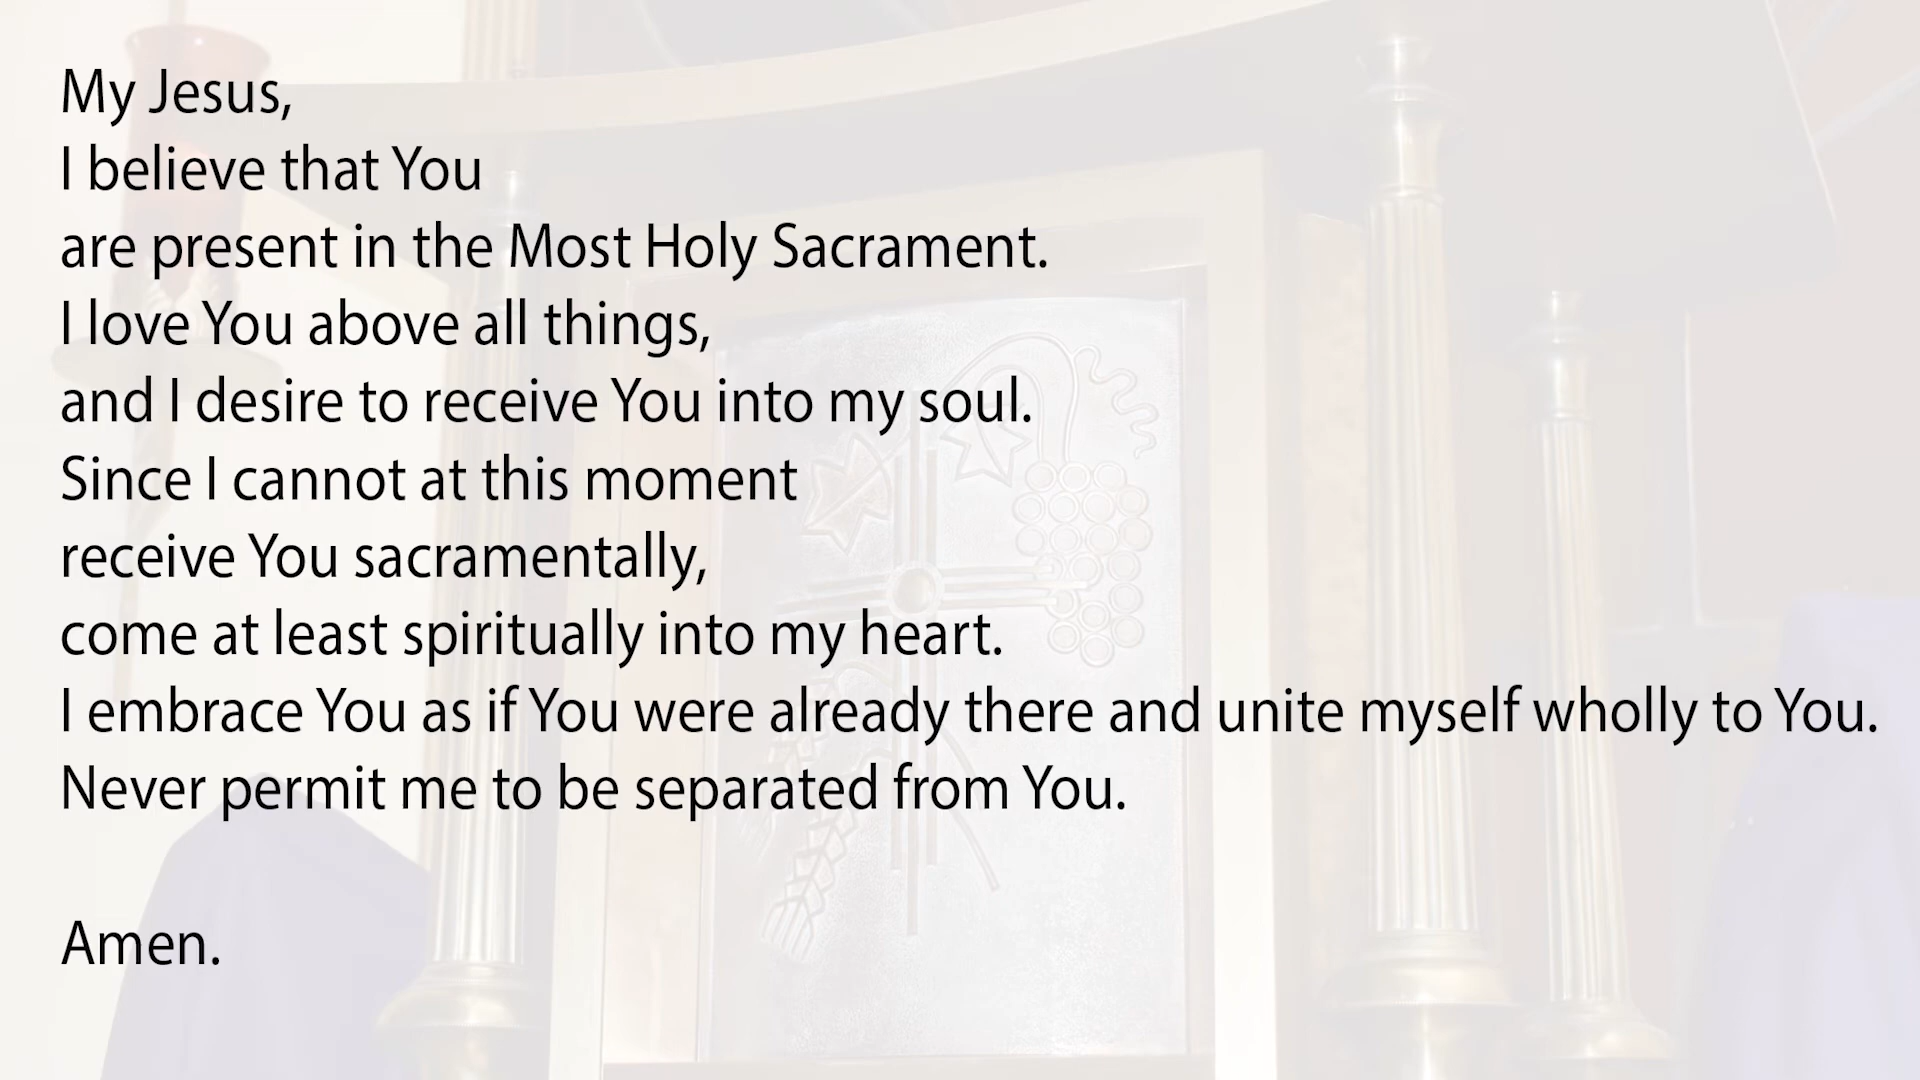 My Jesus,
I believe that You
are present in the Most Holy Sacrament.
I love You above all things,
and I desire to receive You into my soul.
Since I cannot at this moment
receive You sacramentally,
come at least spiritually into my heart.
I embrace You as if You were already there and unite myself wholly to You.
Never permit me to be separated from You.
Amen.